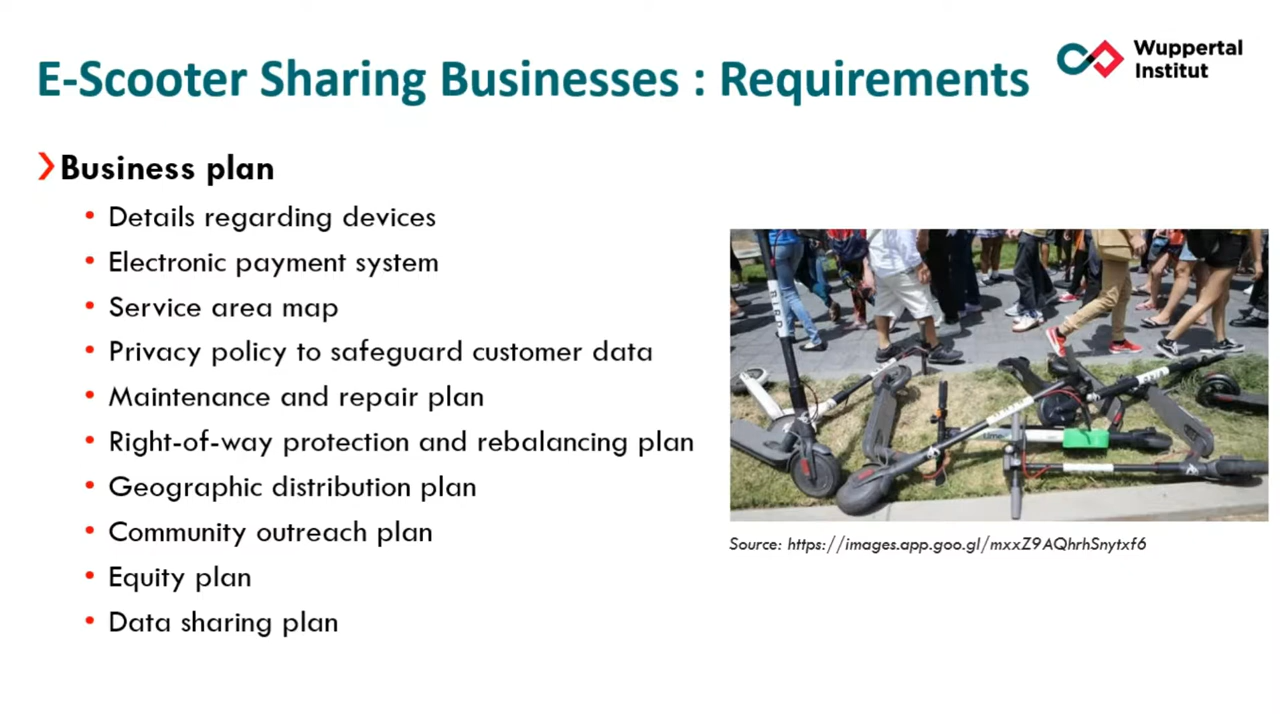 E-Scooter Sharing Businesses : Requirements
Wuppertal
Institut
Business plan
Details regarding devices
Electronic payment system
Service area map
Privacy policy to safeguard customer data
Maintenance and repair plan
Right-of-way protection and rebalancing plan
Geographic distribution plan
Community outreach plan
Equity plan
Data sharing plan
BIRD
Lime
Source: https://images.app.goo.gl/mxxZ9AQhrhSnytxf6